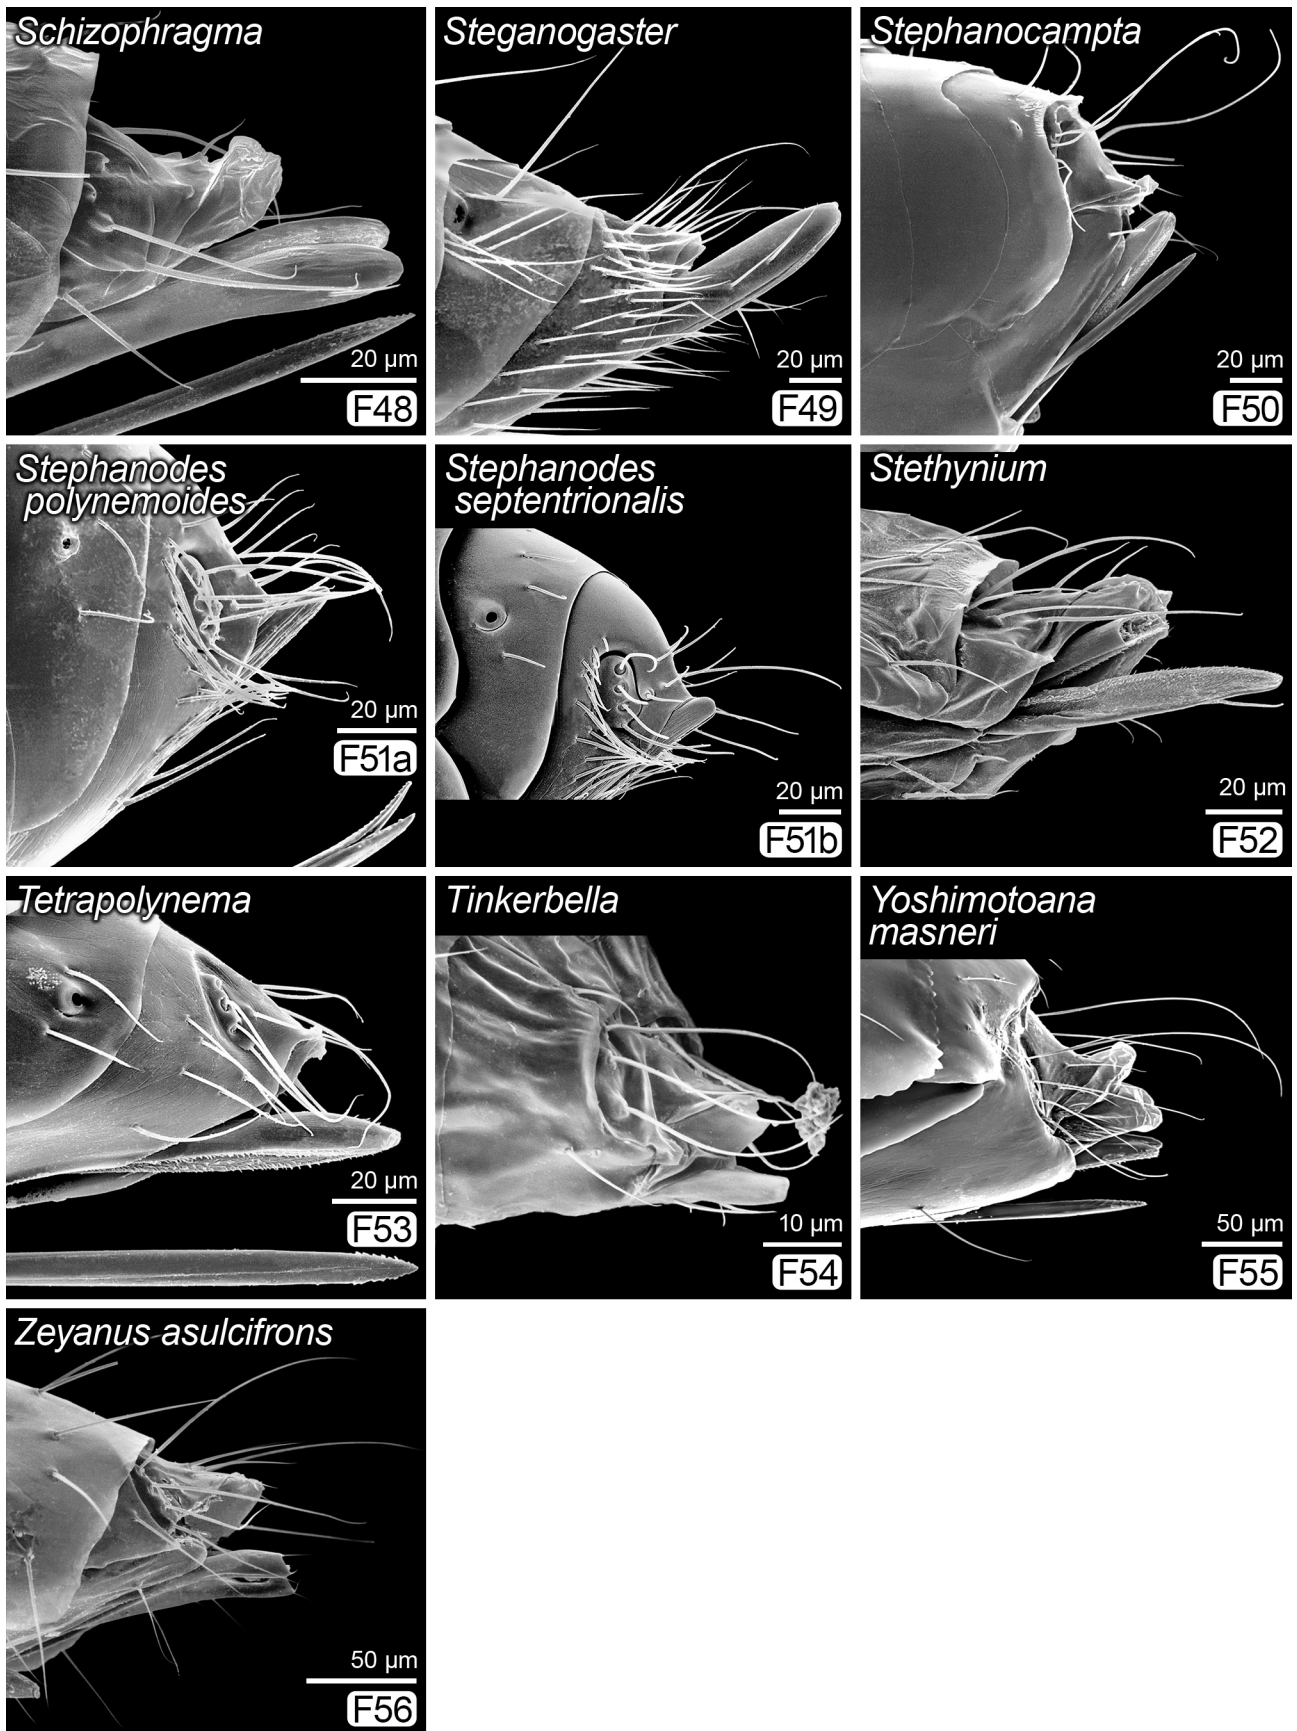 Schizophragma
20 µm
F48
Steganogaster
20 µm
F49
Stephanocampta
20 µm
F50
Stephanodes
polynemoides
20 µm
F51a
Stephanodes
septentrionalis
20 µm
F51b
Stethynium
20 µm
F52
Tetrapolynema
20 µm
F53
Tinkerbella
10 µm
F54
Yoshimotoana
masneri
50 µm
F55
Zeyanus asulcifrons
50 µm
F56